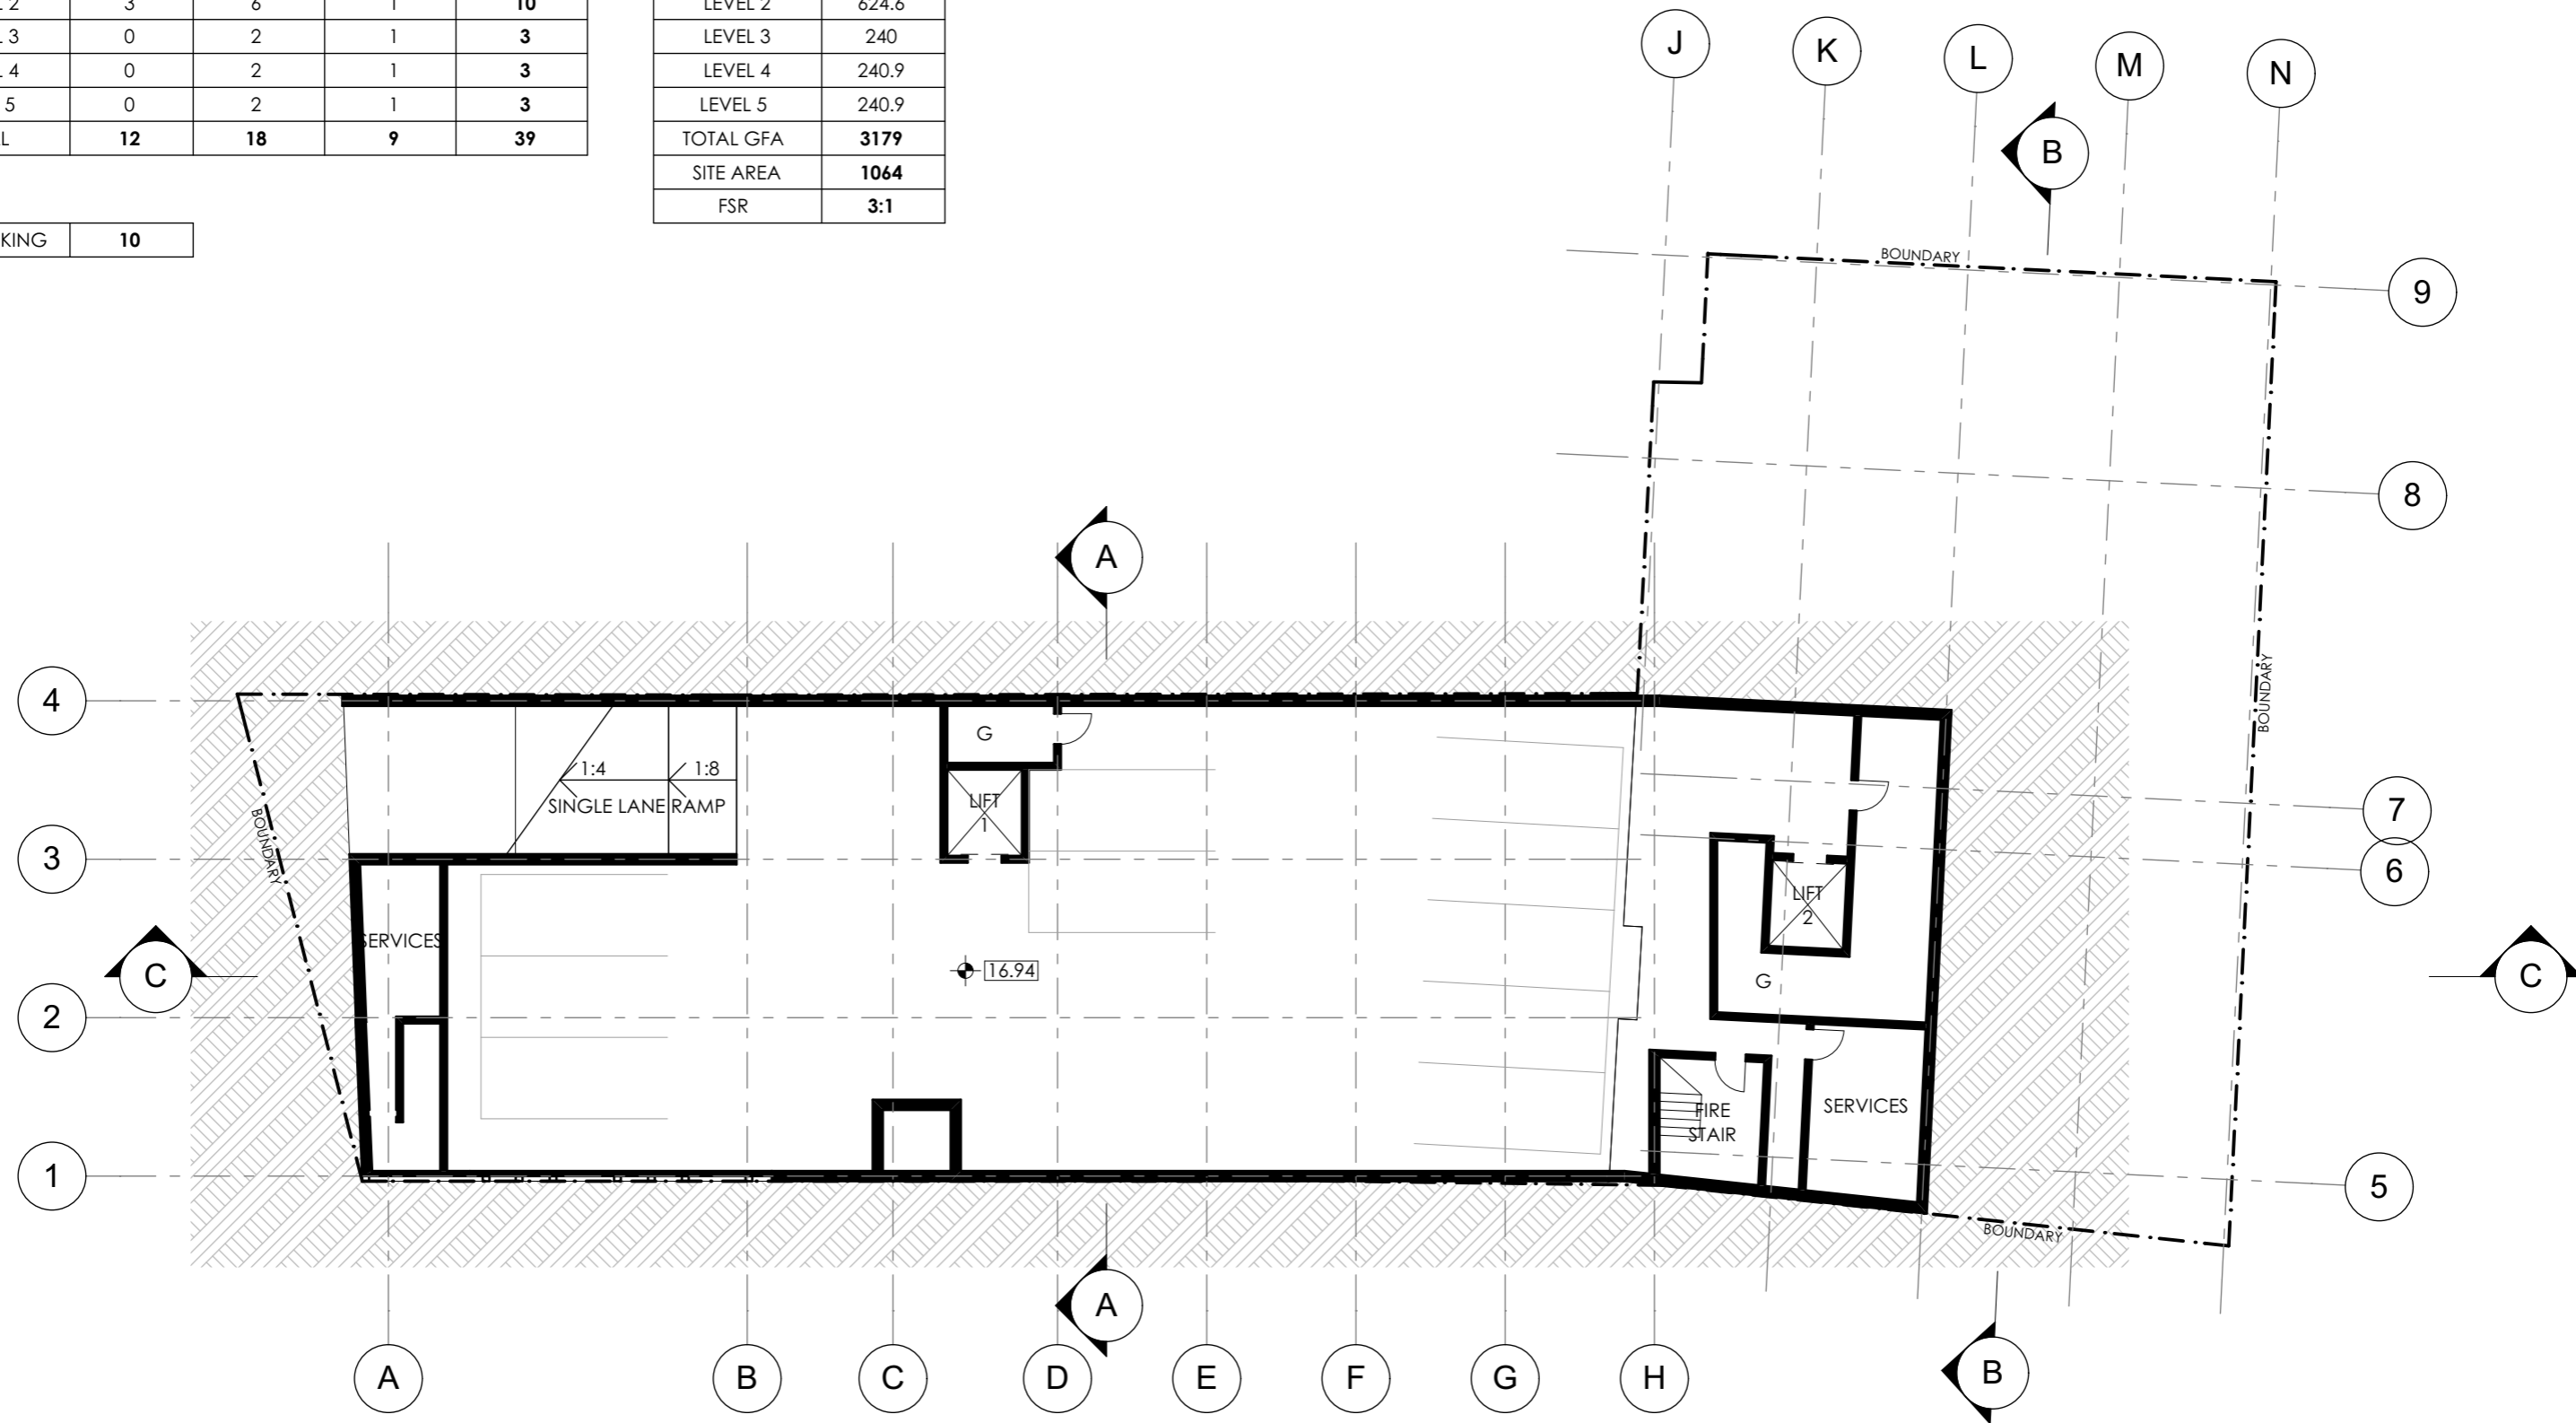 L 2 3 6 1 10
L 3 0 2 1 3
L 4 0 2 1 3
5 0 2 1 3
L 12 18 9 39
KING 10
LEVEL 2 624.6
LEVEL 3 240
LEVEL 4 240.9
LEVEL 5 240.9
TOTAL GFA 3179
SITE AREA 1064
FSR 3:1
J K L M N
B
BOUNDARY
9
8
A
4
G
1:4 1:8
SINGLE LANE RAMP
LIFT
1
BOUNDARY
BOUNDARY
7
3
6
LIFT
2
SERVICES
C
16.94
G
C
2
FIRE
STAIR
SERVICES
1
5
BOUNDARY
A
B
A B C D E F G H